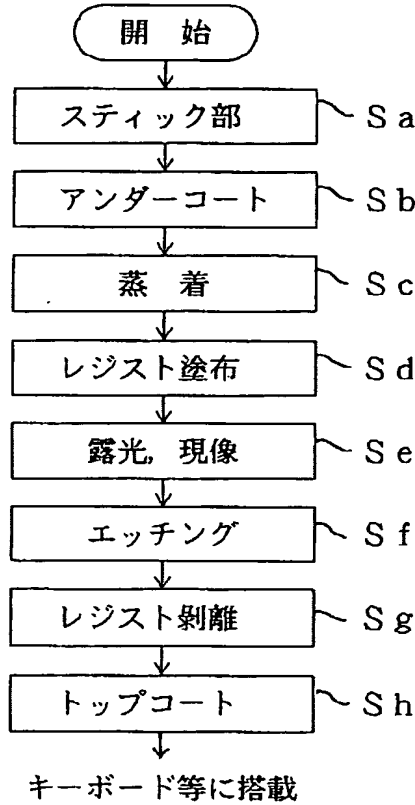 開　始
スティック部 Sa
アンダーコート Sb
蒸　着 Sc
レジスト塗布 Sd
露光，現像 Se
エッチング Sf
レジスト剥離 Sg
トップコート Sh
キーボード等に搭載